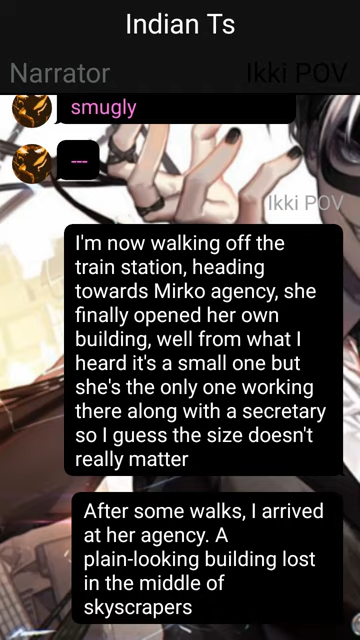 Indian Ts
Narrator
Ikki POV
smugly
---
Ikki POV
I'm now walking off the
train station, heading
towards Mirko agency, she
finally opened her own
building, well from what I
heard it's a small one but
she's the only one working
there along with a secretary
so I guess the size doesn't
really matter
After some walks, I arrived
at her agency. A
plain-looking building lost
in the middle of
skyscrapers